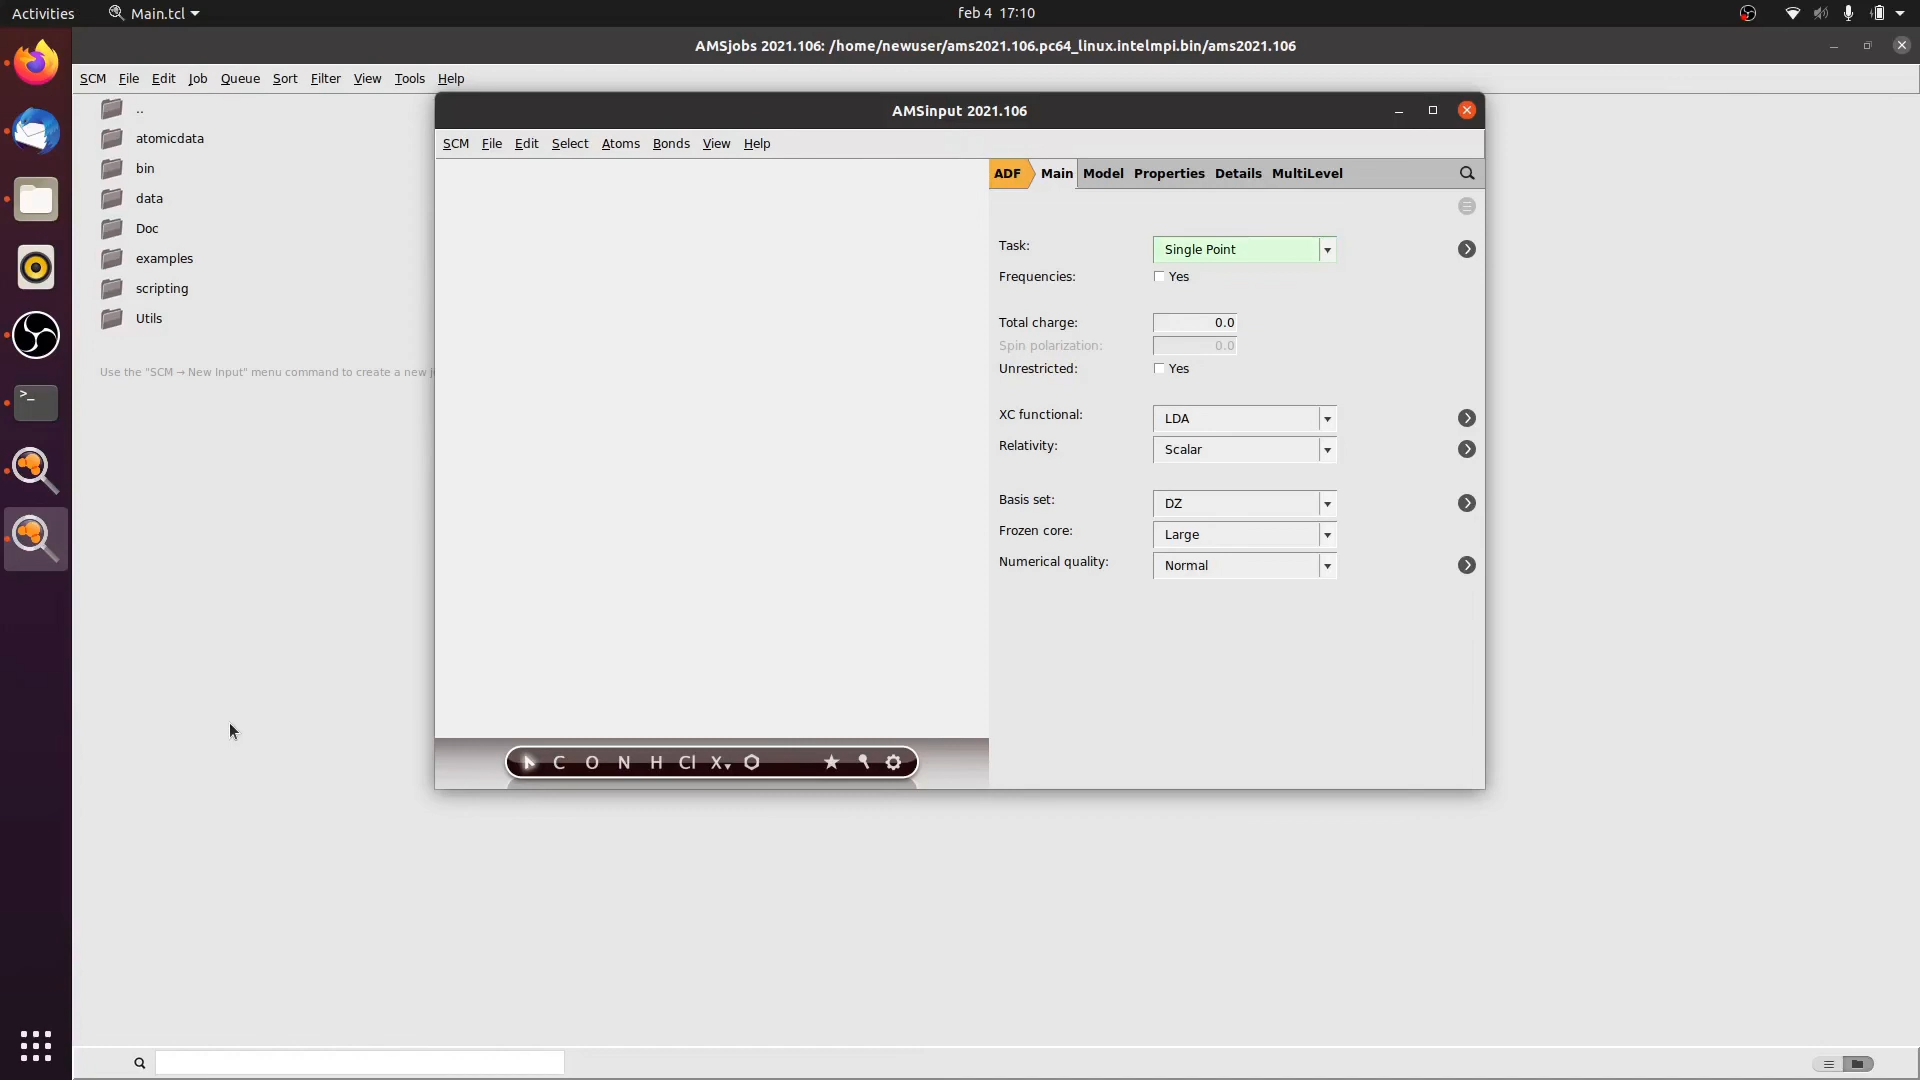 Activities Main.tcl feb 4 17:10
AMSjobs 2021.106: /home/newuser/ams2021.106.pc64_linux.intelmpi.bin/ams2021.106
SCM File Edit Job Queue Sort Filter View Tools Help
..
atomicdata
bin
data
Doc
examples
scripting
Utils
Use the "SCM → New Input" menu command to create a new j
AMSinput 2021.106
SCM File Edit Select Atoms Bonds View Help
ADF Main Model Properties Details MultiLevel
Task: Single Point
Frequencies: Yes
Total charge: 0.0
Spin polarization: 0.0
Unrestricted: Yes
XC functional: LDA
Relativity: Scalar
Basis set: DZ
Frozen core: Large
Numerical quality: Normal
C O N H Cl X
>_